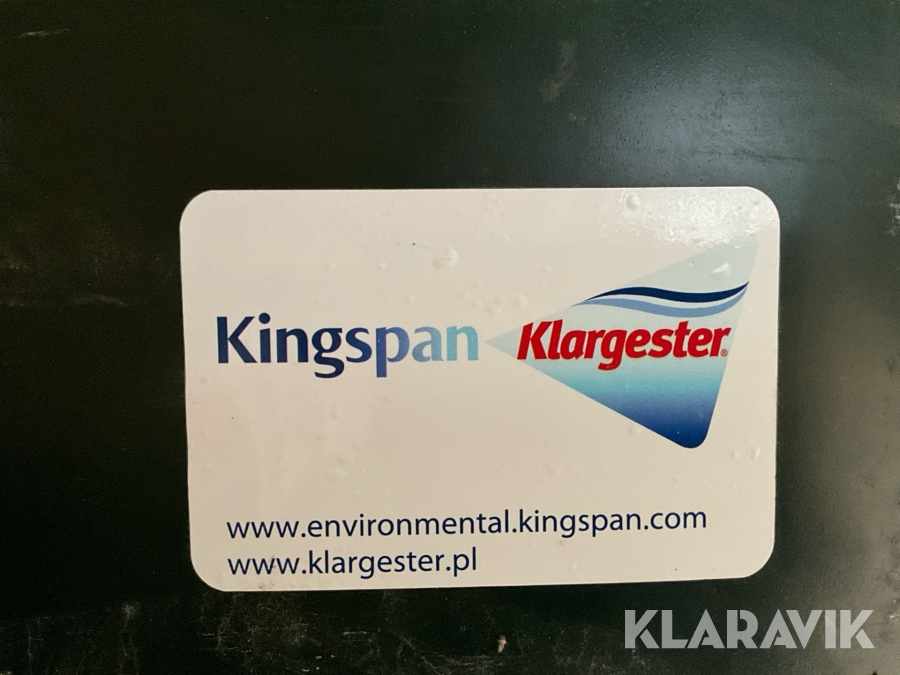 Kingspan Klargester®
www.environmental.kingspan.com
www.klargester.pl
KLARAVIK